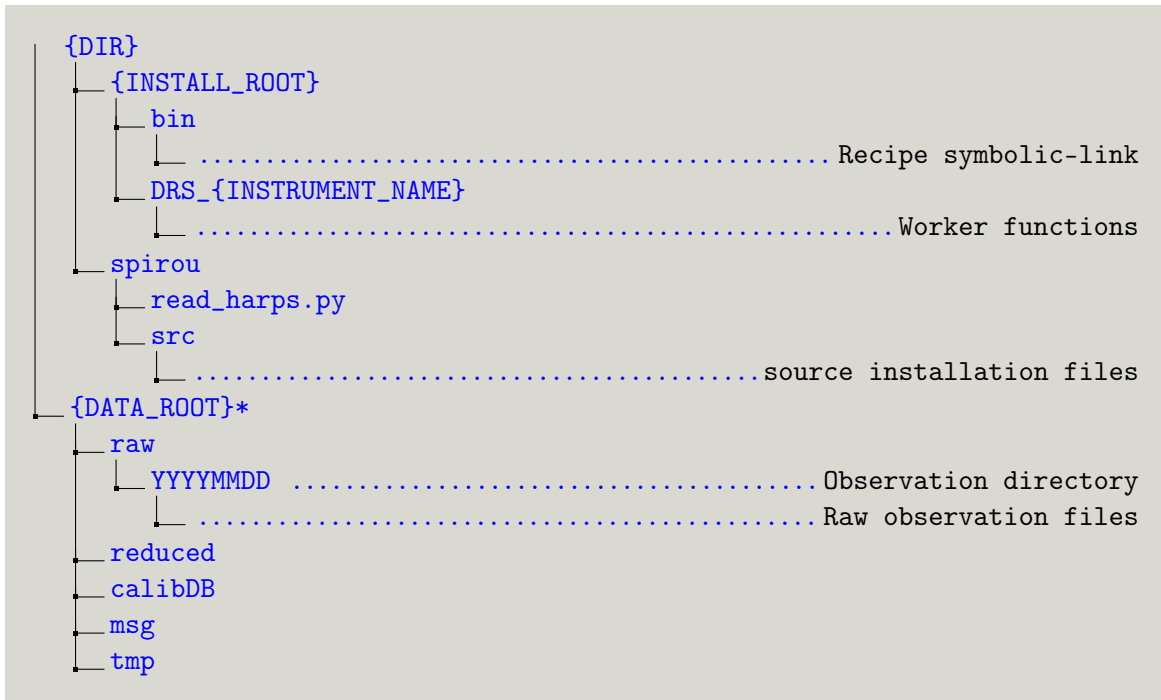 {DIR}
{INSTALL_ROOT}
bin
................................................ Recipe symbolic-link
DRS_{INSTRUMENT_NAME}
..................................................... Worker functions
spirou
read_harps.py
src
........................................... source installation files
{DATA_ROOT}*
raw
YYYYMMDD ........................................ Observation directory
............................................... Raw observation files
reduced
calibDB
msg
tmp